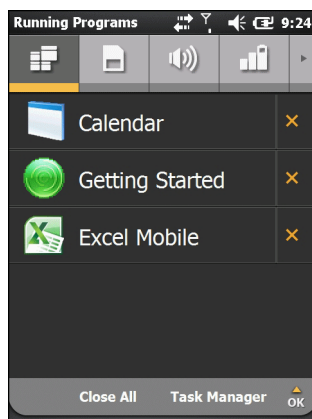 Running Programs 9:24
Calendar
Getting Started
Excel Mobile
Close All Task Manager OK